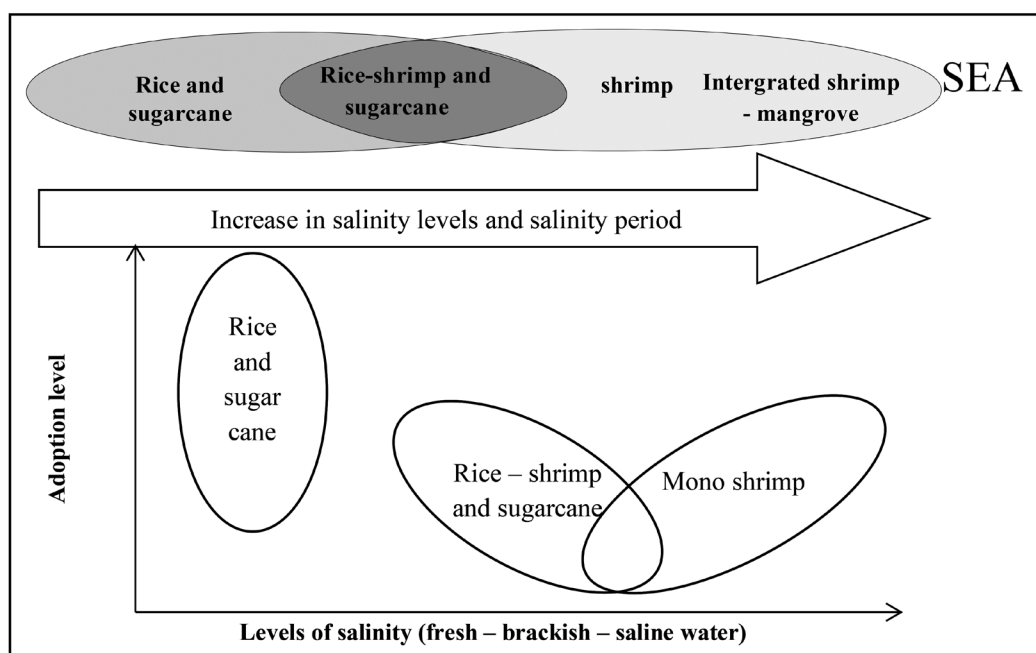 Rice and
sugarcane
Rice-shrimp and
sugarcane
shrimp
Intergrated shrimp
- mangrove
SEA
Increase in salinity levels and salinity period
Adoption level
Rice
and
sugar
cane
Rice – shrimp
and sugarcane
Mono shrimp
Levels of salinity (fresh – brackish – saline water)